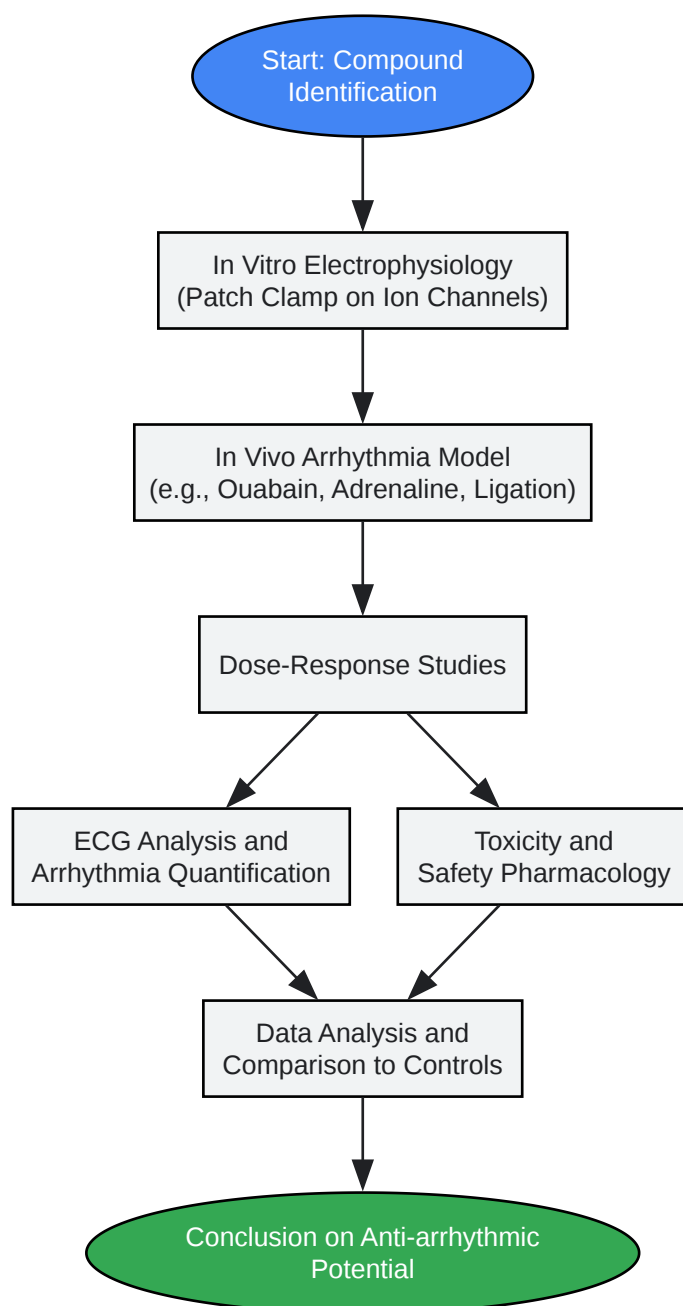 Start: Compound
Identification
In Vitro Electrophysiology
(Patch Clamp on Ion Channels)
In Vivo Arrhythmia Model
(e.g., Ouabain, Adrenaline, Ligation)
Dose-Response Studies
ECG Analysis and
Arrhythmia Quantification
Toxicity and
Safety Pharmacology
Data Analysis and
Comparison to Controls
Conclusion on Anti-arrhythmic
Potential